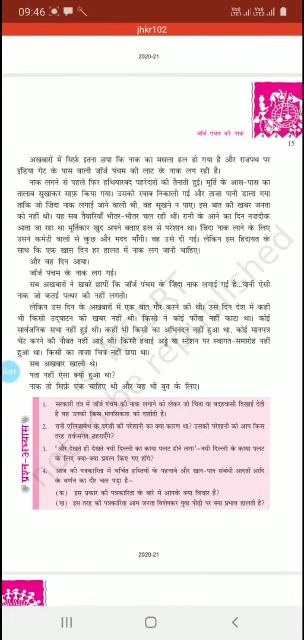 09:46
jhkr102
2020-21
जॉर्ज पंचम की नाक
15
अखबारों में सिर्फ़ इतना छपा कि नाक का मसला हल हो गया है और राजपथ पर
इंडिया गेट के पास वाली जॉर्ज पंचम की लाट के नाक लग रही है।
नाक लगने से पहले फिर हथियारबंद पहरेदारों की तैनाती हुई। मूर्ति के आस-पास का
तालाब सुखाकर साफ़ किया गया। उसकी रवाब निकाली गई और ताज़ा पानी डाला गया
ताकि जो ज़िंदा नाक लगाई जाने वाली थी, वह सूखने न पाए। इस बात की खबर जनता
को नहीं थी। यह सब तैयारियाँ भीतर-भीतर चल रही थीं। रानी के आने का दिन नज़दीक
आता जा रहा था मूर्तिकार खुद अपने बताए हल से परेशान था। ज़िंदा नाक लाने के लिए
उसने कमेटी वालों से कुछ और मदद माँगी। वह उसे दी गई। लेकिन इस हिदायत के
साथ कि एक खास दिन हर हालत में नाक लग जानी चाहिए।
और वह दिन आया।
जॉर्ज पंचम के नाक लग गई।
सब अखबारों ने खबरें छापीं कि जॉर्ज पंचम के ज़िंदा नाक लगाई गई है...यानी ऐसी
नाक जो कतई पत्थर की नहीं लगती।
लेकिन उस दिन के अखबारों में एक बात गौर करने की थी। उस दिन देश में कहीं
भी किसी उद्घाटन की खबर नहीं थी। किसी ने कोई फीता नहीं काटा था। कोई
सार्वजनिक सभा नहीं हुई थी। कहीं भी किसी का अभिनंदन नहीं हुआ था, कोई मानपत्र
भेंट करने की नौबत नहीं आई थी। किसी हवाई अड्डे या स्टेशन पर स्वागत-समारोह नहीं
हुआ था। किसी का ताज़ा चित्र नहीं छपा था।
सब अखबार खाली थे।
पता नहीं ऐसा क्यों हुआ था?
नाक तो सिर्फ़ एक चाहिए थी और वह भी बुत के लिए।
प्रश्न-अभ्यास
1. सरकारी तंत्र में जॉर्ज पंचम की नाक लगाने को लेकर जो चिंता या बदहवासी दिखाई देती
है वह उनकी किस मानसिकता को दर्शाती है।
2. रानी एलिज़ाबेथ के दरज़ी की परेशानी का क्या कारण था? उसकी परेशानी को आप किस
तरह तर्कसंगत ठहराएँगे?
3. 'और देखते ही देखते नयी दिल्ली का काया पलट होने लगा'-नयी दिल्ली के काया पलट
के लिए क्या-क्या प्रयत्न किए गए होंगे?
4. आज की पत्रकारिता में चर्चित हस्तियों के पहनावे और खान-पान संबंधी आदतों आदि
के वर्णन का दौर चल पड़ा है-
(क) इस प्रकार की पत्रकारिता के बारे में आपके क्या विचार हैं?
(ख) इस तरह की पत्रकारिता आम जनता विशेषकर युवा पीढ़ी पर क्या प्रभाव डालती है?
2020-21